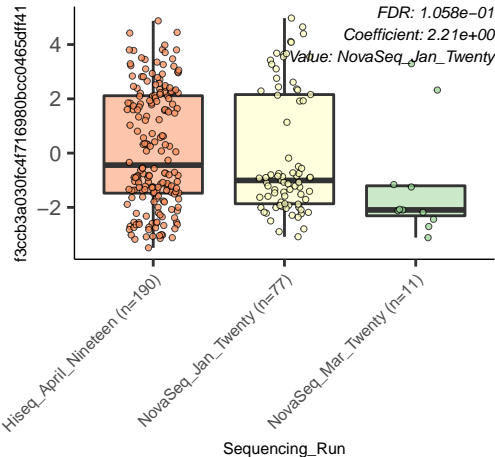 FDR: 1.058e−01
Coefficient: 2.21e+00
Value: NovaSeq_Jan_Twenty
f3ccb3a030fc4f716980bcc0465dff41
4
2
0
−2
Hiseq_April_Nineteen (n=190)
NovaSeq_Jan_Twenty (n=77)
NovaSeq_Mar_Twenty (n=11)
Sequencing_Run